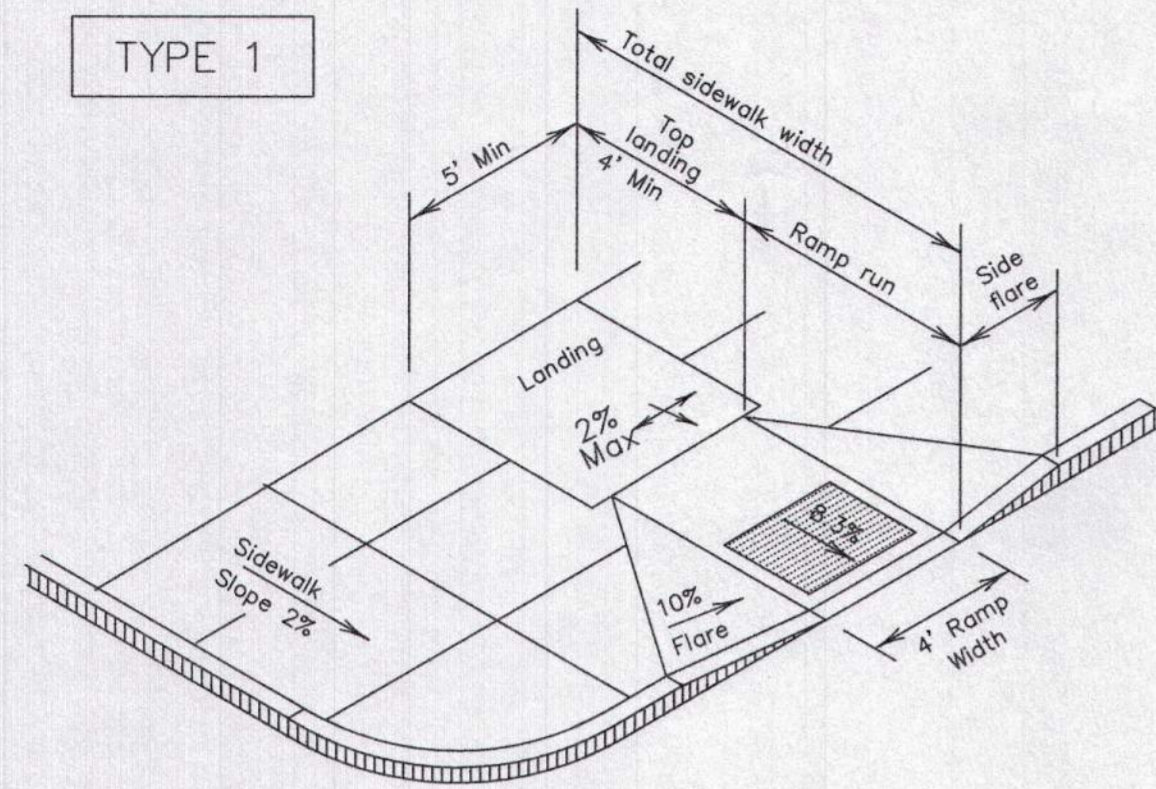 TYPE 1
Total sidewalk width
5' Min
Top
landing
4' Min
Ramp run
Side
flare
Landing
2%
Max
8.3%
Sidewalk
Slope 2%
10%
Flare
4' Ramp
Width